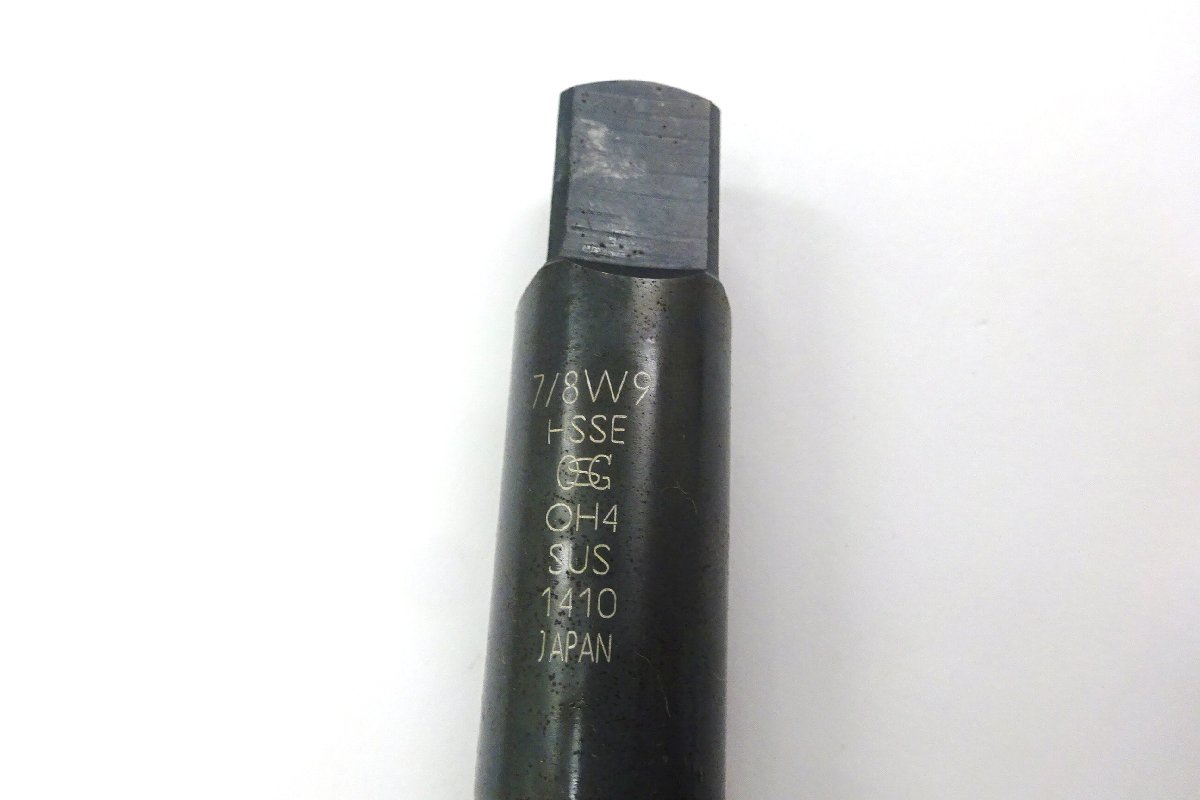 7/8W9
HSSE
OSG
OH4
SUS
1410
JAPAN